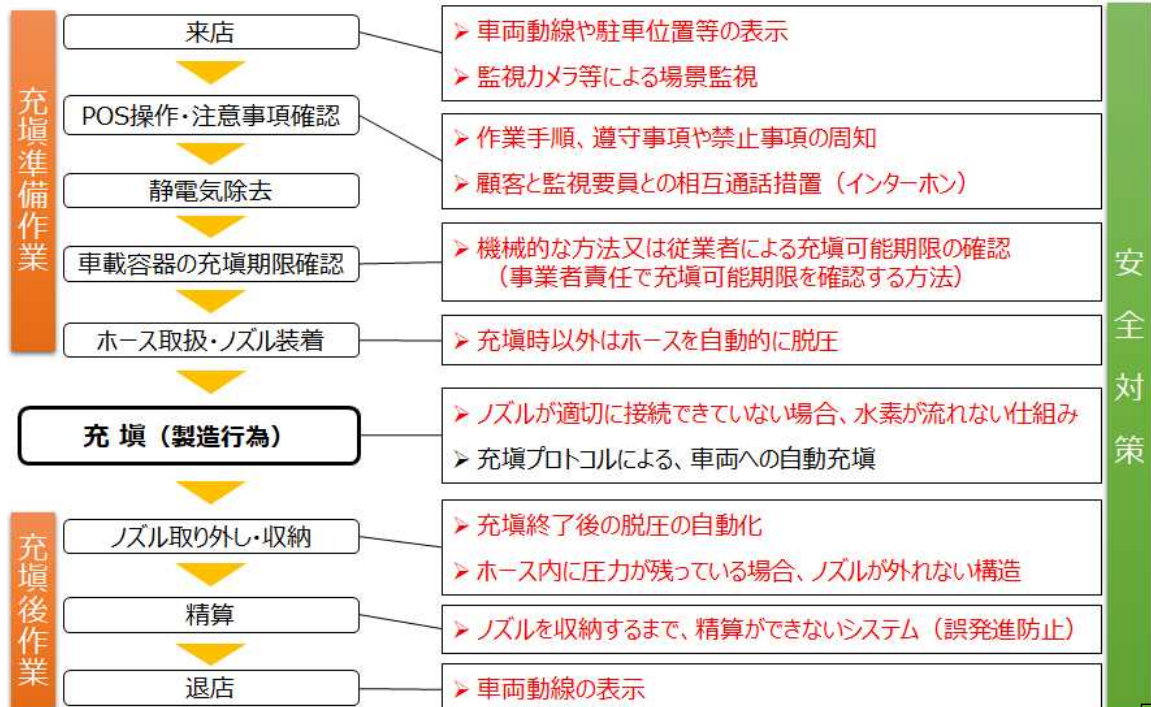 充塡準備作業
来店
➢ 車両動線や駐車位置等の表示
➢ 監視カメラ等による場景監視
POS操作・注意事項確認
➢ 作業手順、遵守事項や禁止事項の周知
➢ 顧客と監視要員との相互通話措置（インターホン）
静電気除去
車載容器の充塡期限確認
➢ 機械的な方法又は従業者による充塡可能期限の確認
（事業者責任で充塡可能期限を確認する方法）
ホース取扱・ノズル装着
➢ 充塡時以外はホースを自動的に脱圧
充 塡（製造行為）
➢ ノズルが適切に接続できていない場合、水素が流れない仕組み
➢ 充塡プロトコルによる、車両への自動充塡
充塡後作業
ノズル取り外し・収納
➢ 充塡終了後の脱圧の自動化
➢ ホース内に圧力が残っている場合、ノズルが外れない構造
精算
➢ ノズルを収納するまで、精算ができないシステム（誤発進防止）
退店
➢ 車両動線の表示
安全対策